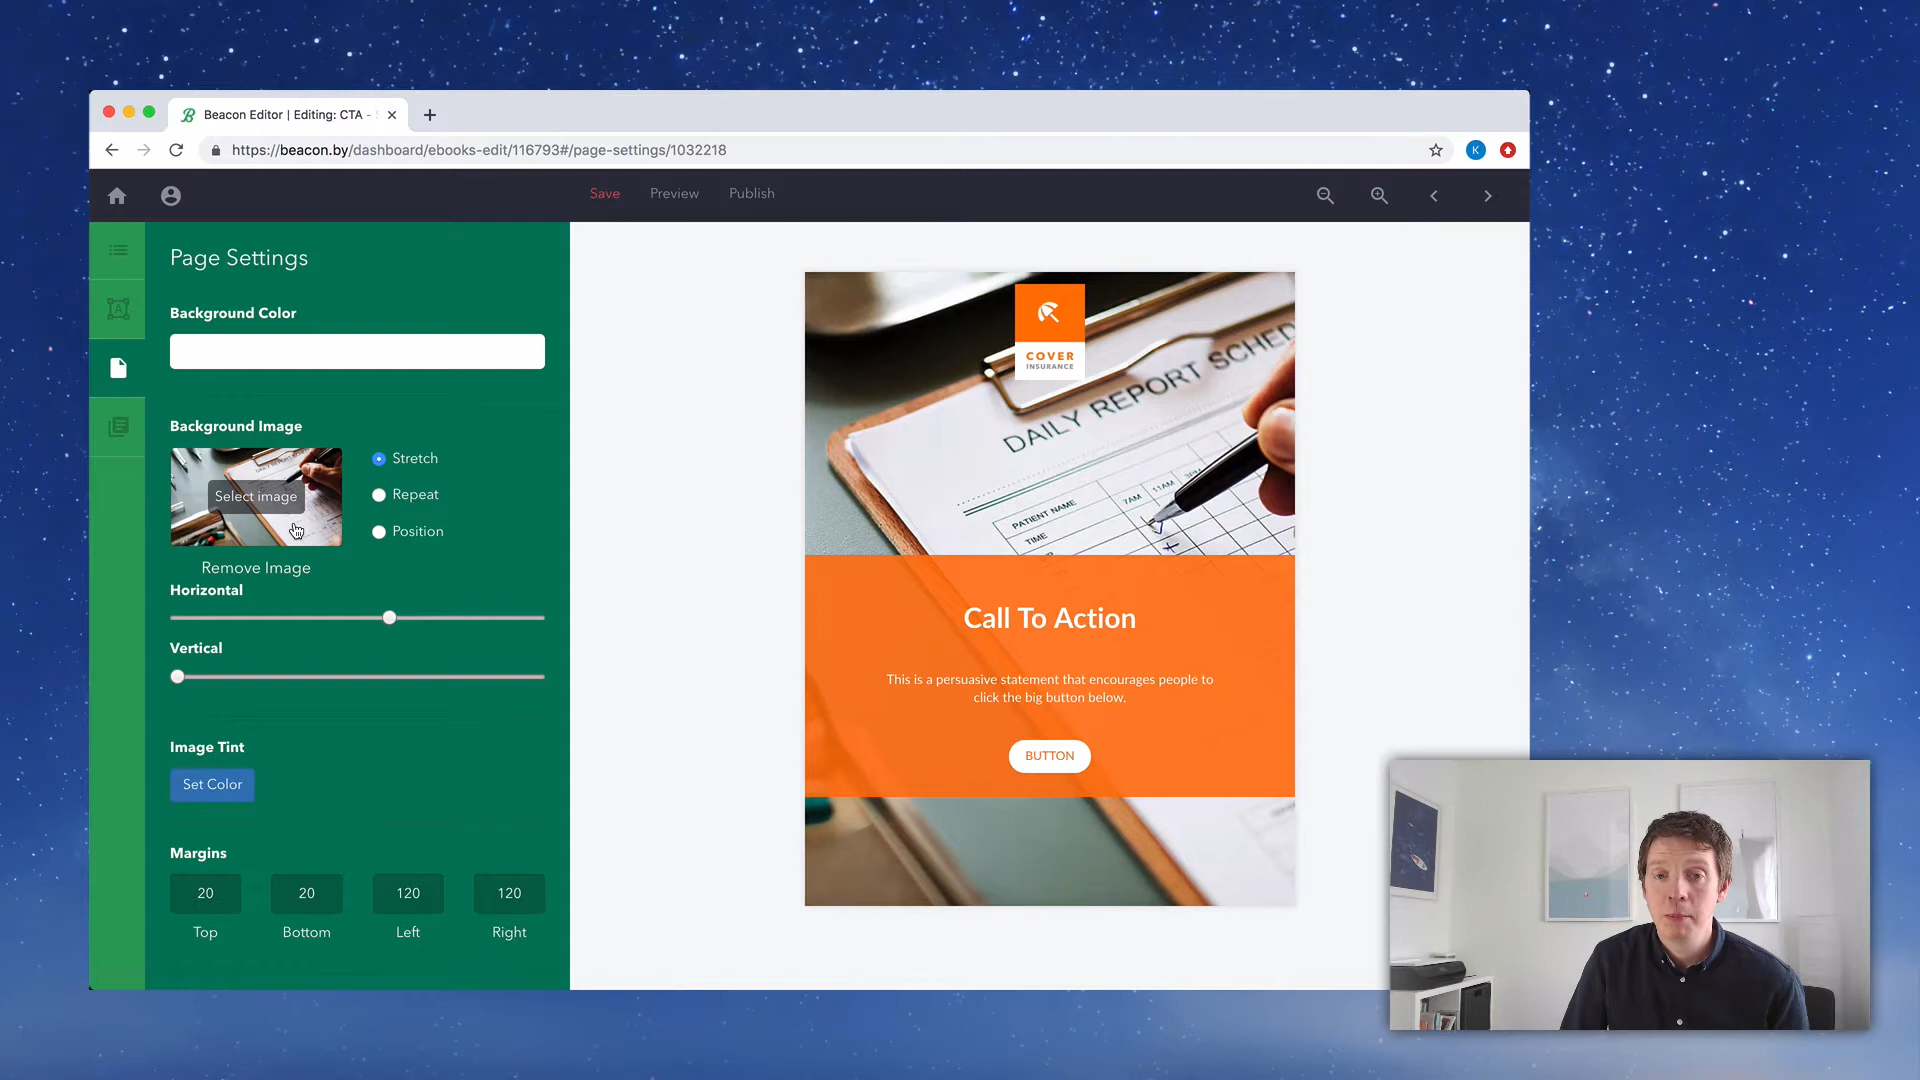 Beacon Editor | Editing: CTA -
https://beacon.by/dashboard/ebooks-edit/116793#/page-settings/1032218
K
Save
Preview
Publish
Page Settings
Background Color
Background Image
Select image
Stretch
Repeat
Position
Remove Image
Horizontal
Vertical
Image Tint
Set Color
Margins
20
20
120
120
Top
Bottom
Left
Right
COVER
INSURANCE
DAILY REPORT SCHED
PATIENT NAME
7AM
11AM
3PM
TIME
Call To Action
This is a persuasive statement that encourages people to
click the big button below.
BUTTON